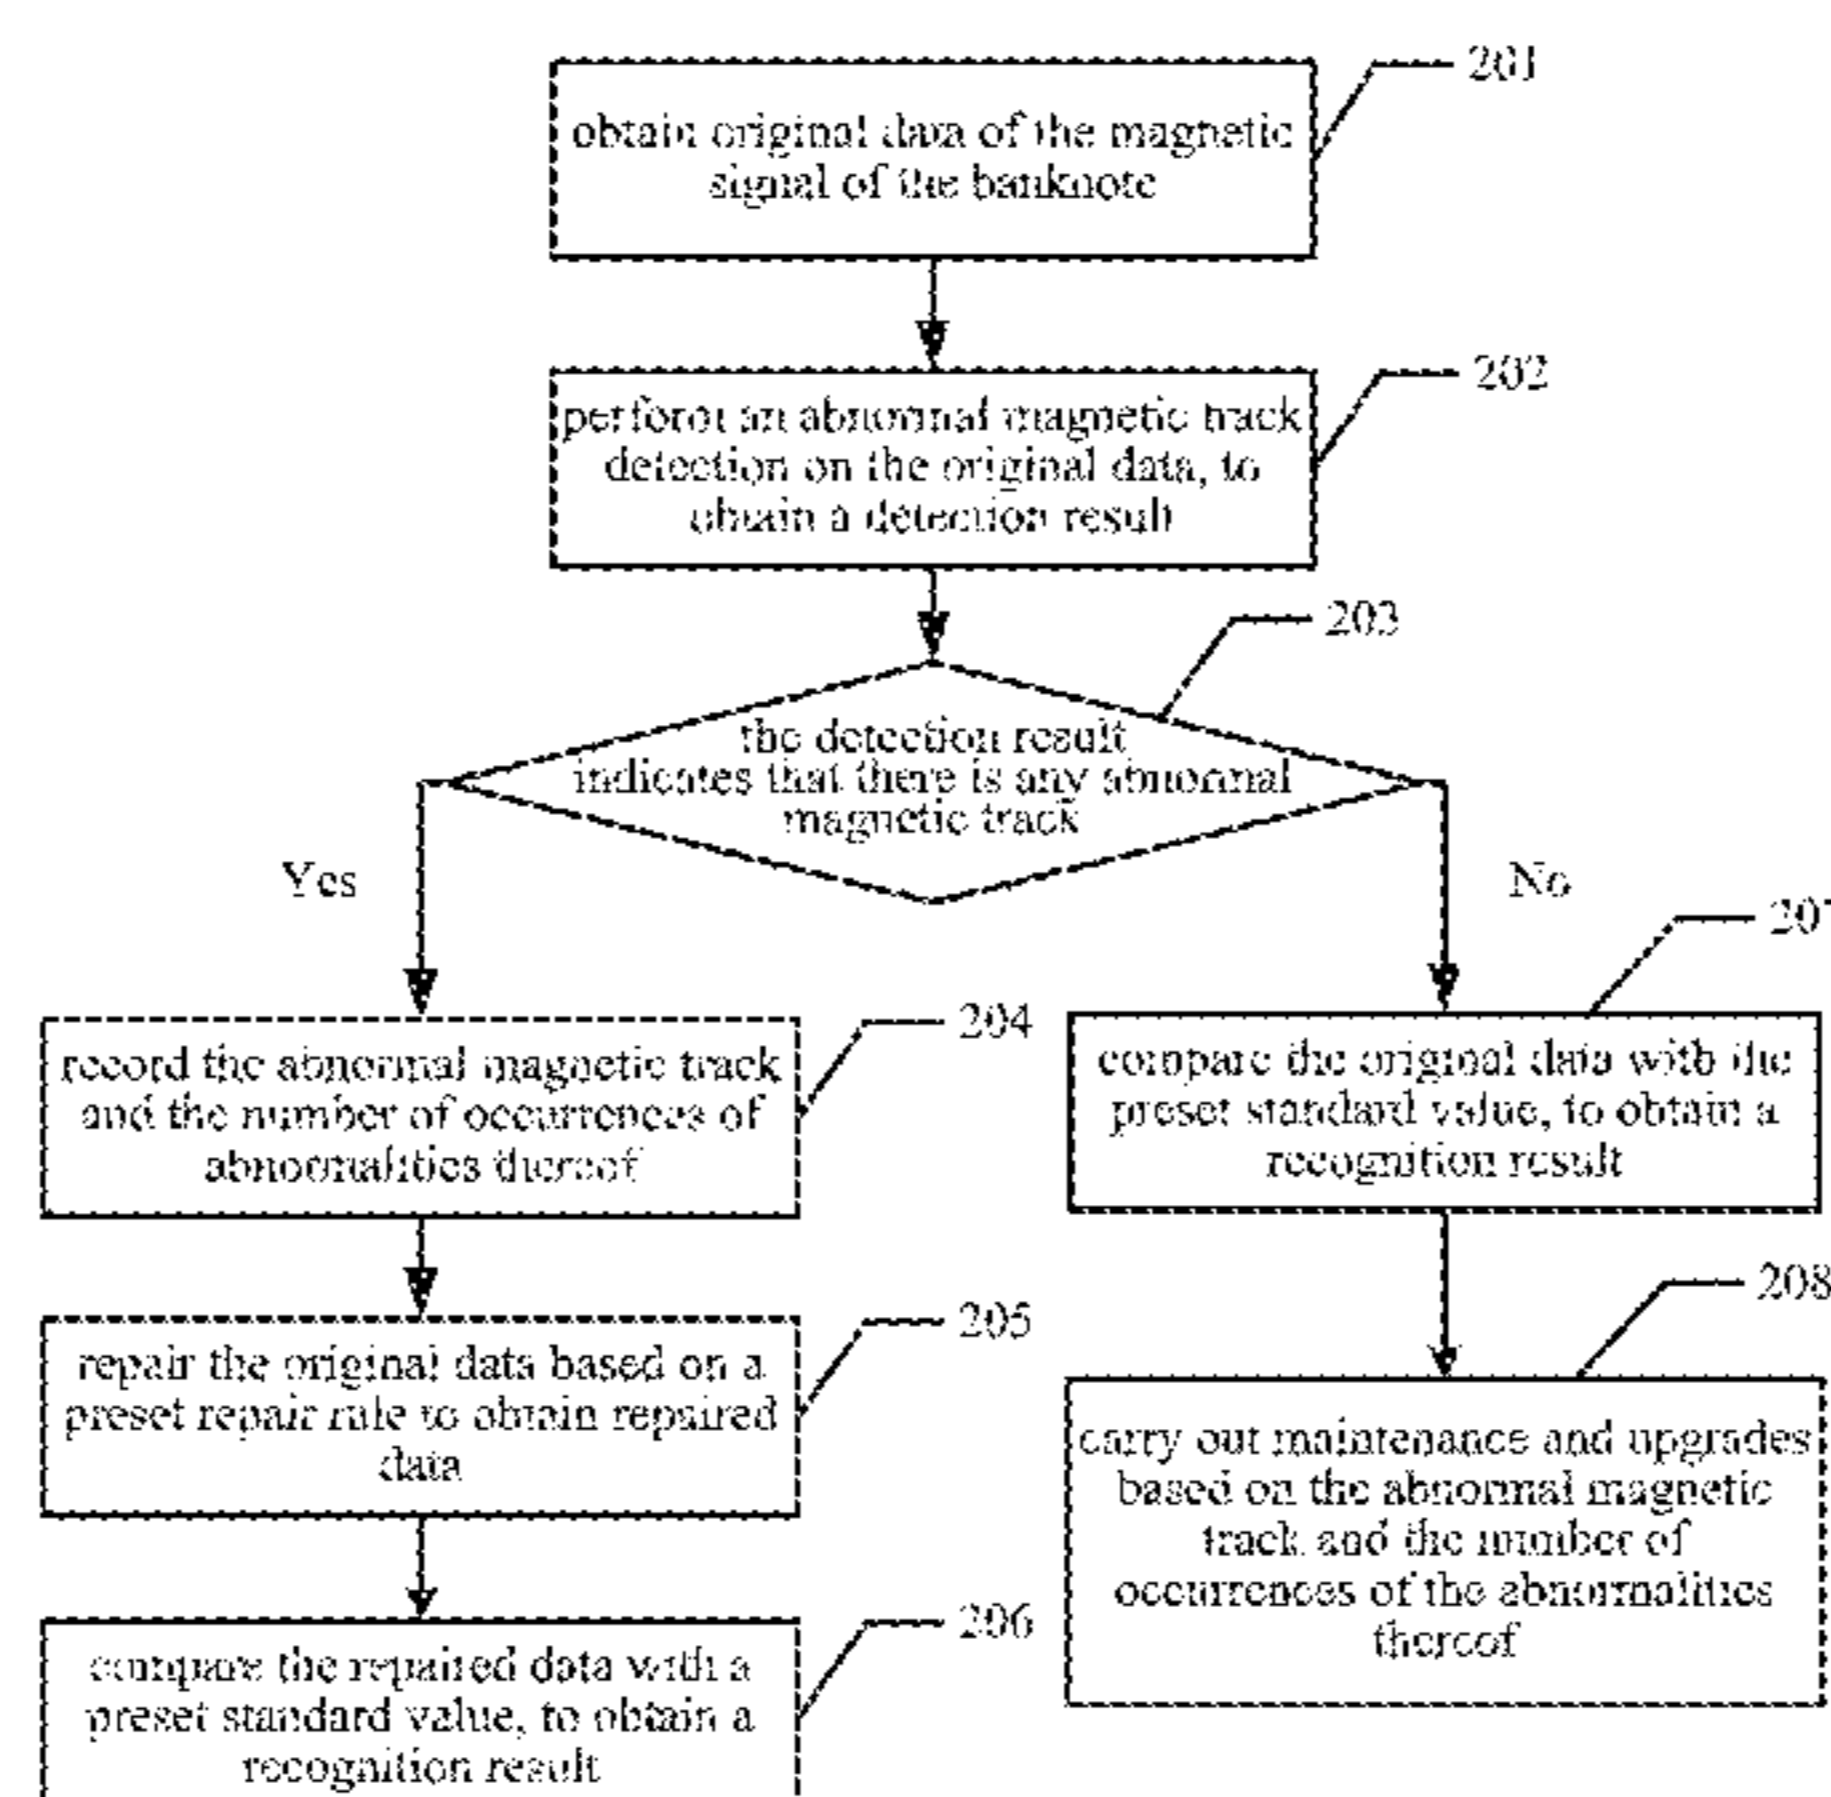 201
obtain original data of the magnetic
signal of the banknote
202
perform an abnormal magnetic track
detection on the original data, to
obtain a detection result
203
the detection result
indicates that there is any abnormal
magnetic track
Yes
No
204
record the abnormal magnetic track
and the number of occurrences of
abnormalities thereof
compare the original data with the
preset standard value, to obtain a
recognition result
205
repair the original data based on a
preset repair rule to obtain repaired
data
208
carry out maintenance and upgrades
based on the abnormal magnetic
track and the number of
occurrences of the abnormalities
thereof
206
compare the repaired data with a
preset standard value, to obtain a
recognition result